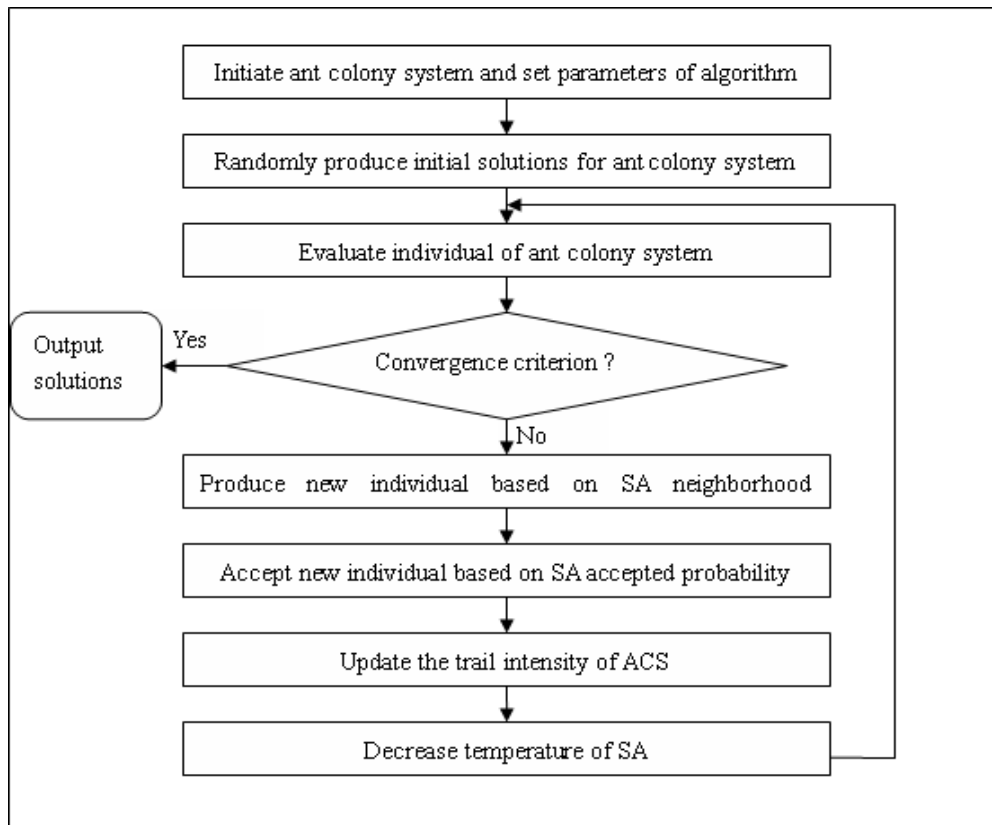 Initiate ant colony system and set parameters of algorithm
Randomly produce initial solutions for ant colony system
Evaluate individual of ant colony system
Output
solutions
Yes
Convergence criterion ?
No
Produce new individual based on SA neighborhood
Accept new individual based on SA accepted probability
Update the trail intensity of ACS
Decrease temperature of SA